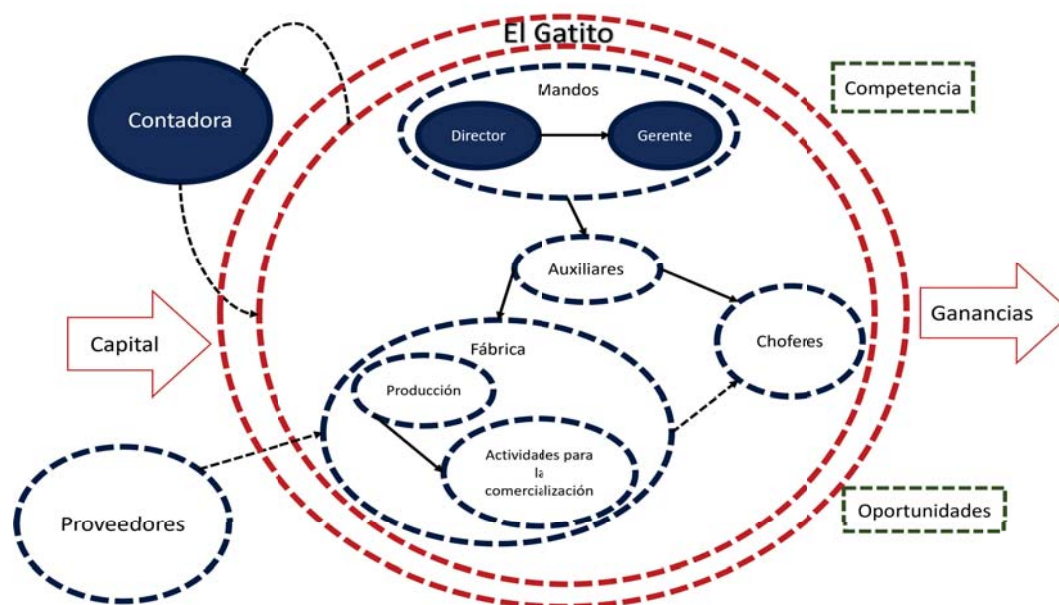 El Gatito
Mandos
Director
Gerente
Contadora
Competencia
Auxiliares
Capital
Ganancias
Choferes
Fábrica
Producción
Actividades para
la
comercialización
Proveedores
Oportunidades